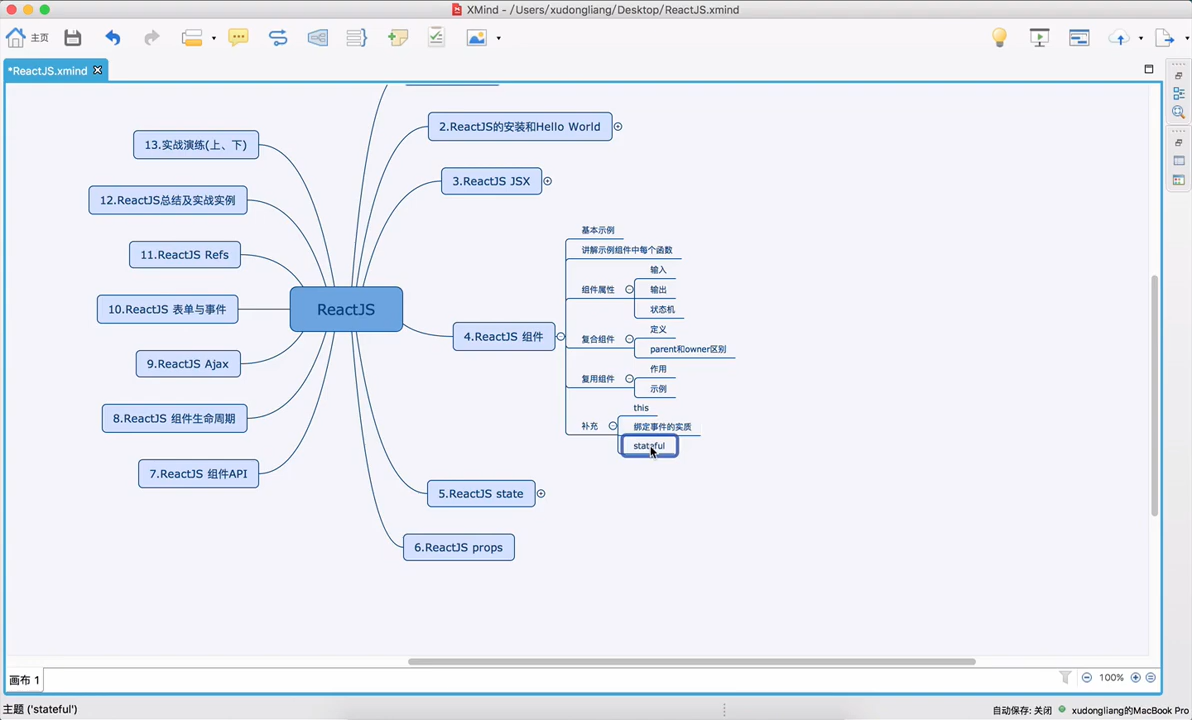 XMind - /Users/xudongliang/Desktop/ReactJS.xmind
主页
*ReactJS.xmind
2.ReactJS的安装和Hello World
3.ReactJS JSX
4.ReactJS 组件
基本示例
讲解示例组件中每个函数
组件属性
输入
输出
状态机
复合组件
定义
parent和owner区别
复用组件
作用
示例
补充
this
绑定事件的实质
stateful
5.ReactJS state
6.ReactJS props
ReactJS
13.实战演练(上、下)
12.ReactJS总结及实战实例
11.ReactJS Refs
10.ReactJS 表单与事件
9.ReactJS Ajax
8.ReactJS 组件生命周期
7.ReactJS 组件API
画布 1
100%
主题 ('stateful')
自动保存: 关闭
xudongliang的MacBook Pro